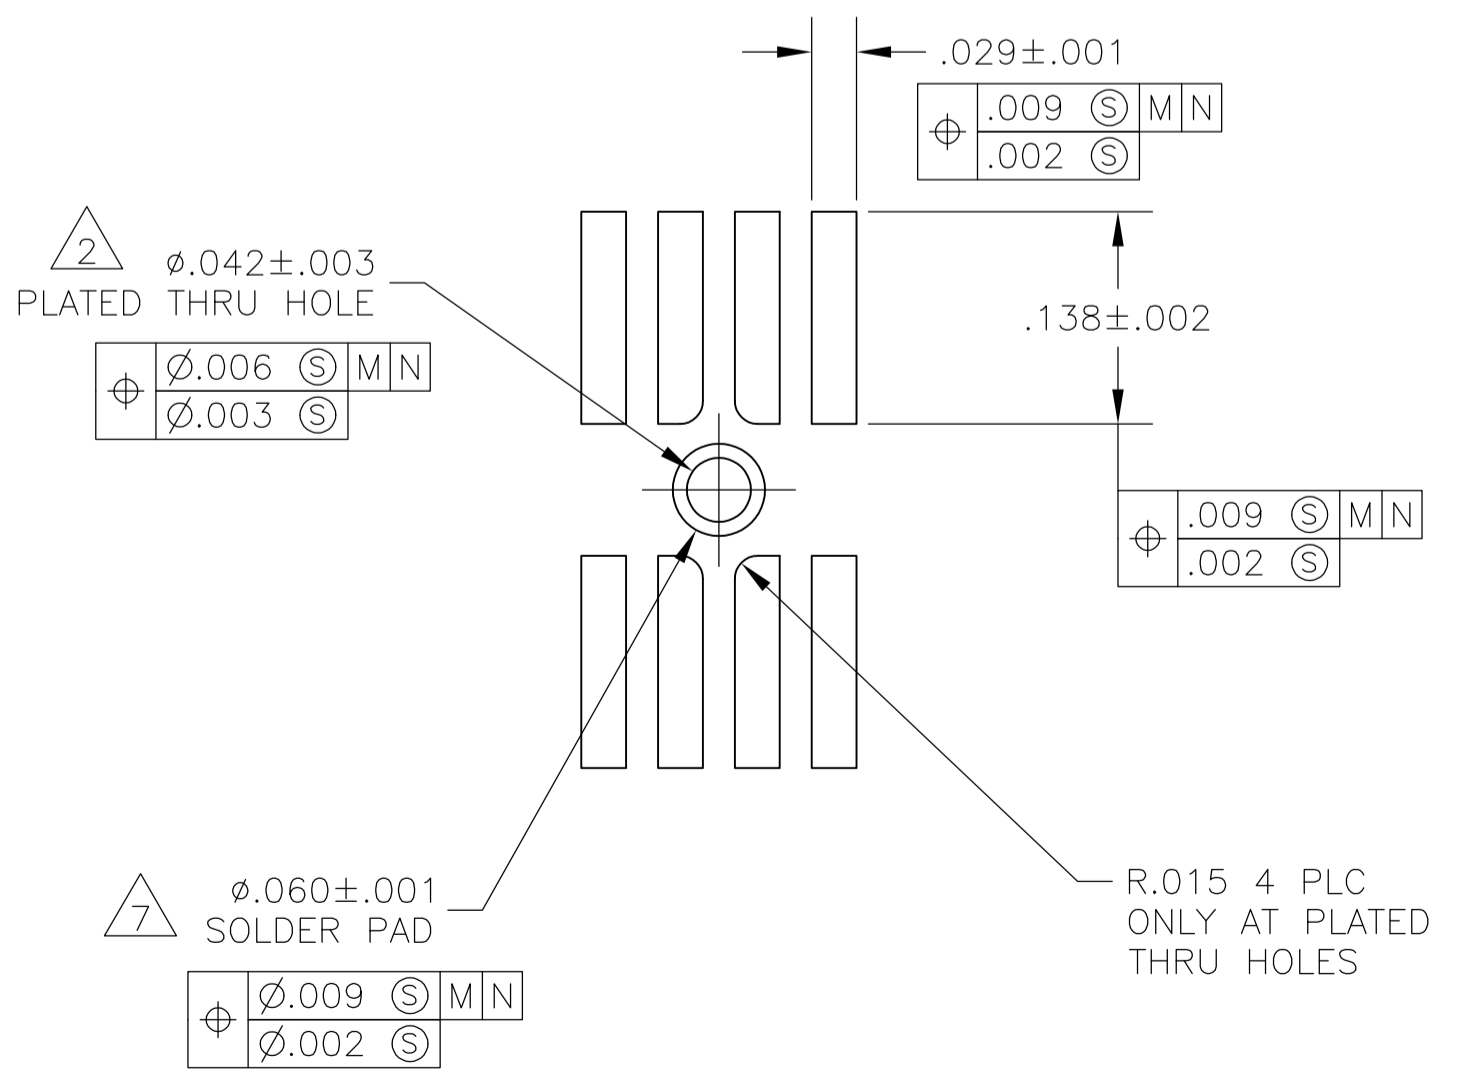 .029±.001
⌖ .009 Ⓢ M N
.002 Ⓢ
2
⌀.042±.003
PLATED THRU HOLE
⌖ ⌀.006 Ⓢ M N
⌀.003 Ⓢ
.138±.002
⌖ .009 Ⓢ M N
.002 Ⓢ
7
⌀.060±.001
SOLDER PAD
⌖ ⌀.009 Ⓢ M N
⌀.002 Ⓢ
R.015 4 PLC
ONLY AT PLATED
THRU HOLES